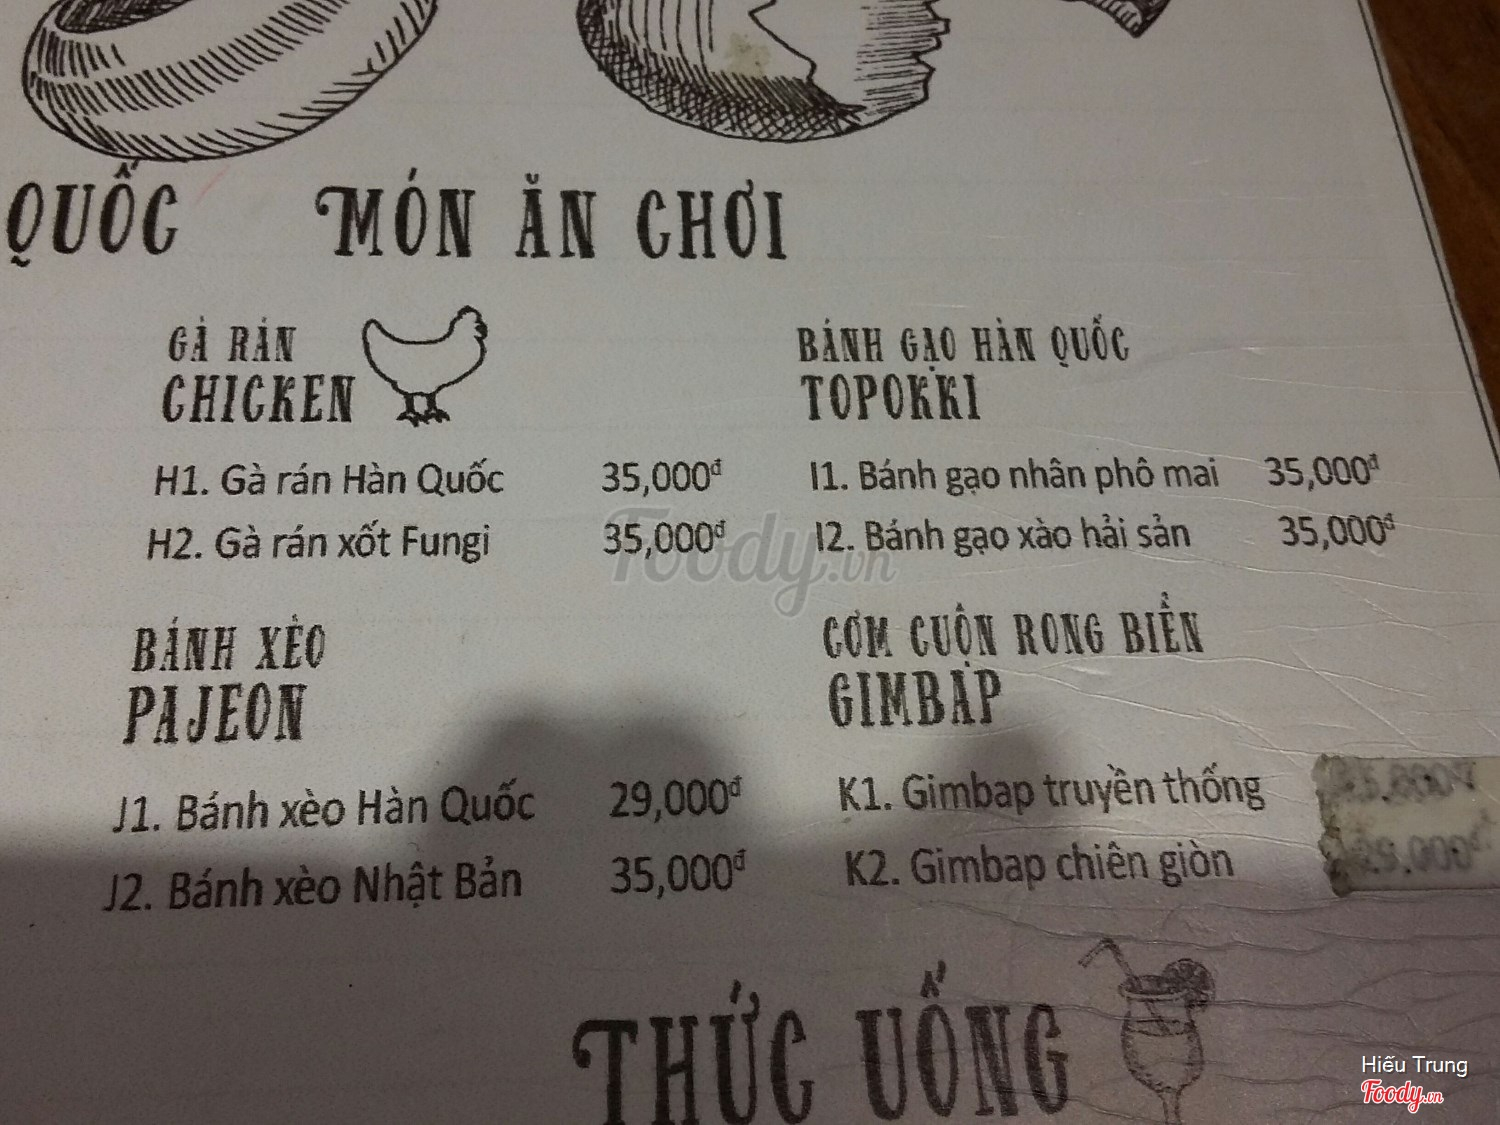 QUỐC
MÓN ĂN CHƠI
GÀ RÁN
CHICKEN
H1. Gà rán Hàn Quốc 35,000đ
H2. Gà rán xốt Fungi 35,000đ
BÁNH GẠO HÀN QUỐC
TOPOKKI
I1. Bánh gạo nhân phô mai 35,000đ
I2. Bánh gạo xào hải sản 35,000đ
BÁNH XÈO
PAJEON
J1. Bánh xèo Hàn Quốc 29,000đ
J2. Bánh xèo Nhật Bản 35,000đ
CƠM CUỘN RONG BIỂN
GIMBAP
K1. Gimbap truyền thống
K2. Gimbap chiên giòn 29.000đ
THỨC UỐNG
Foody.vn
Hiếu Trung
Foody.vn